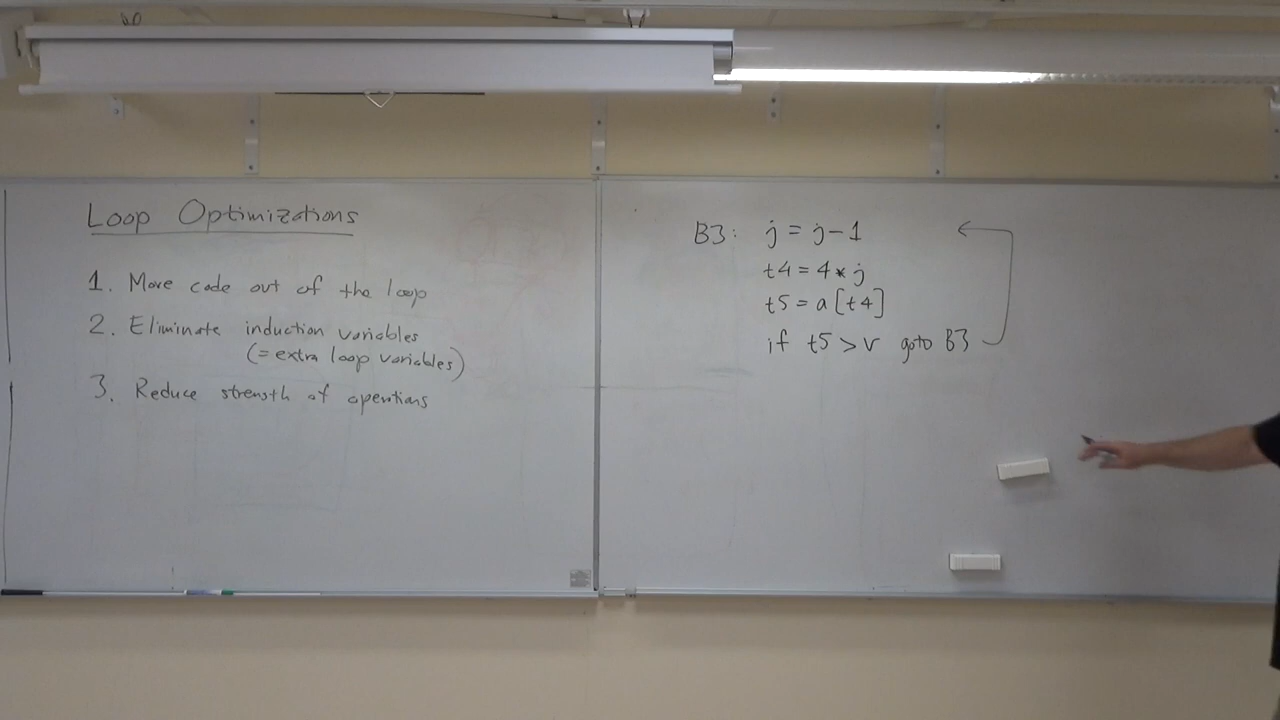 Loop Optimizations
1. Move code out of the loop
2. Eliminate induction variables
(= extra loop variables)
3. Reduce strength of operations
B3: j = j - 1
t4 = 4 * j
t5 = a[t4]
if t5 > v goto B3